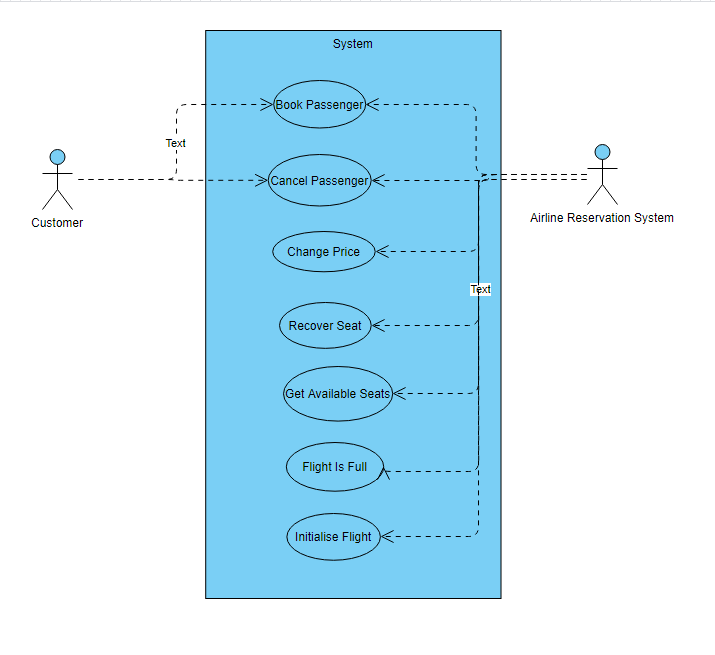 System
Book Passenger
Text
Cancel Passenger
Customer
Airline Reservation System
Change Price
Text
Recover Seat
Get Available Seats
Flight Is Full
Initialise Flight